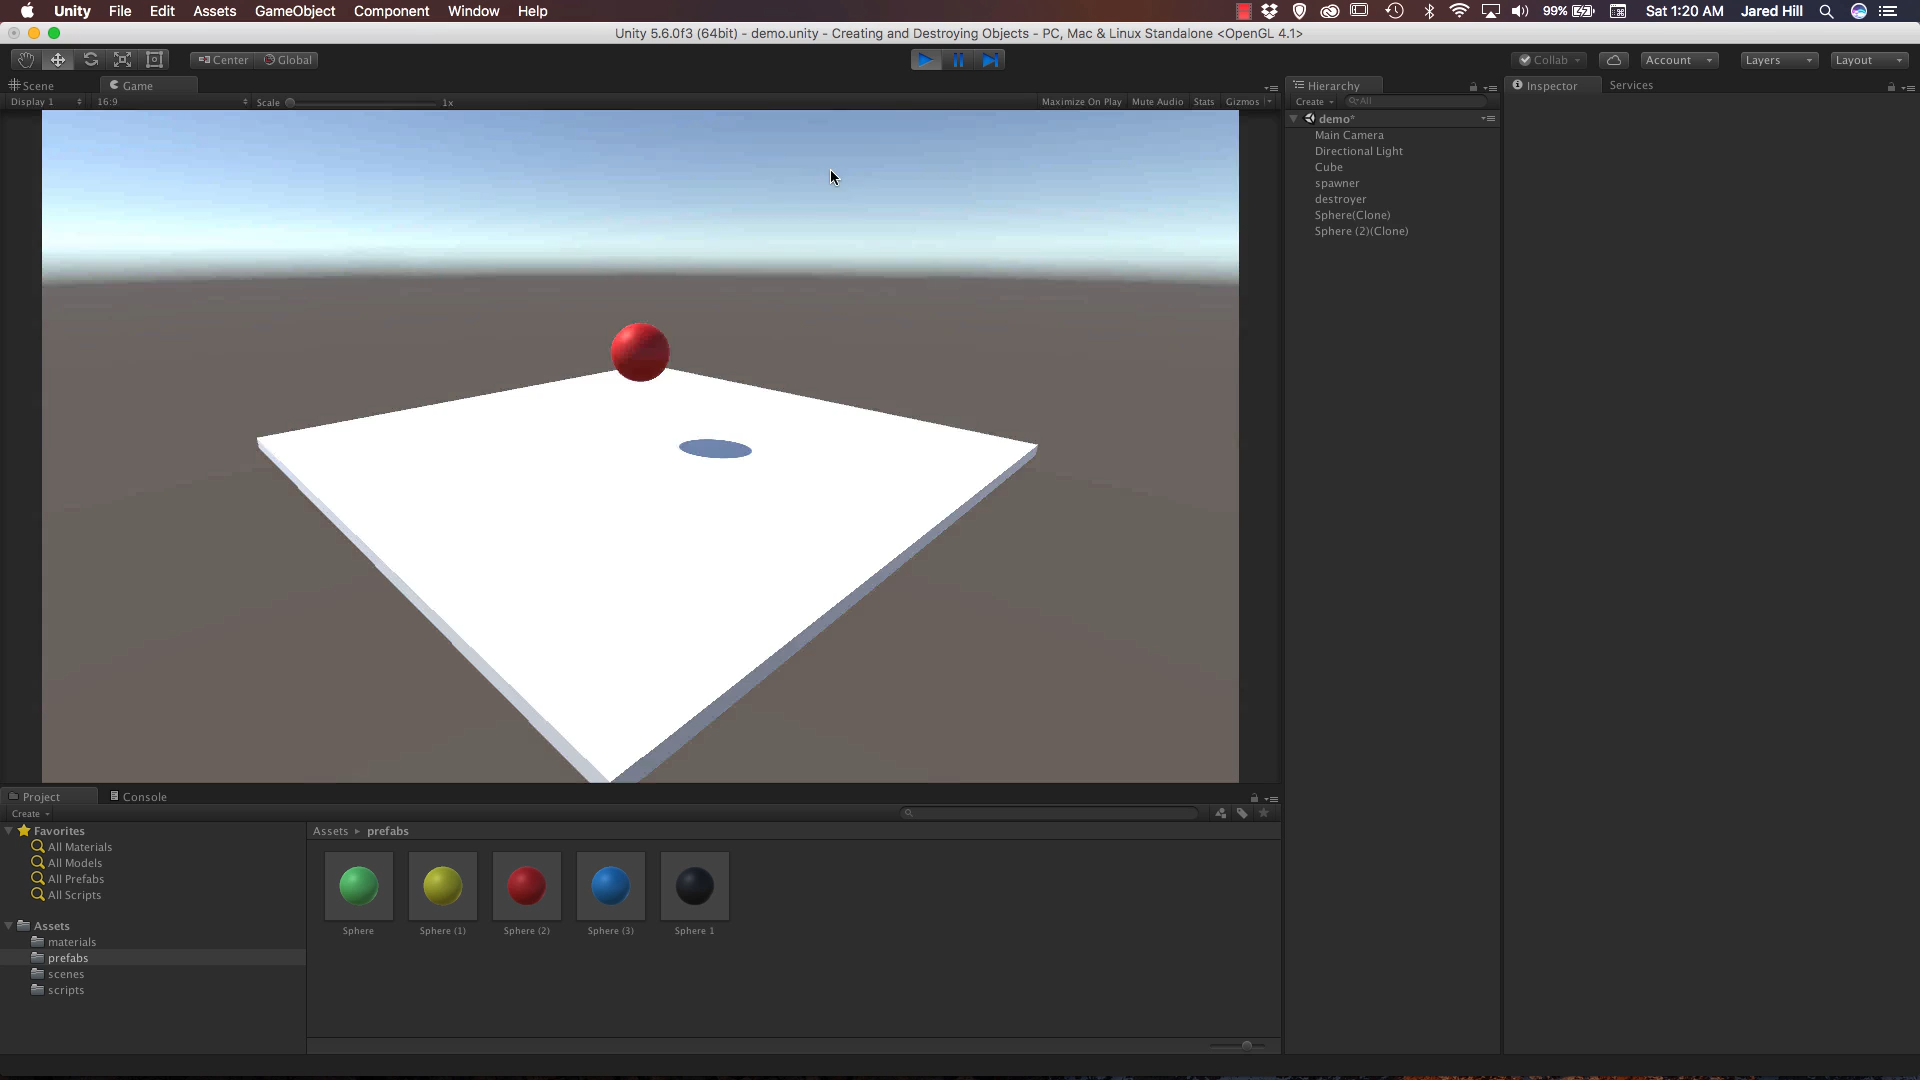 Unity File Edit Assets GameObject Component Window Help 99% Sat 1:20 AM Jared Hill
Unity 5.6.0f3 (64bit) - demo.unity - Creating and Destroying Objects - PC, Mac & Linux Standalone <OpenGL 4.1>
Center Global Collab Account Layers Layout
Scene Game Hierarchy Inspector Services
Display 1 16:9 Scale 1x Maximize On Play Mute Audio Stats Gizmos Create All
demo*
Main Camera
Directional Light
Cube
spawner
destroyer
Sphere(Clone)
Sphere (2)(Clone)
Project Console
Create
Favorites Assets prefabs
All Materials
All Models
All Prefabs
All Scripts
Assets
materials
prefabs
scenes
scripts
Sphere Sphere (1) Sphere (2) Sphere (3) Sphere 1